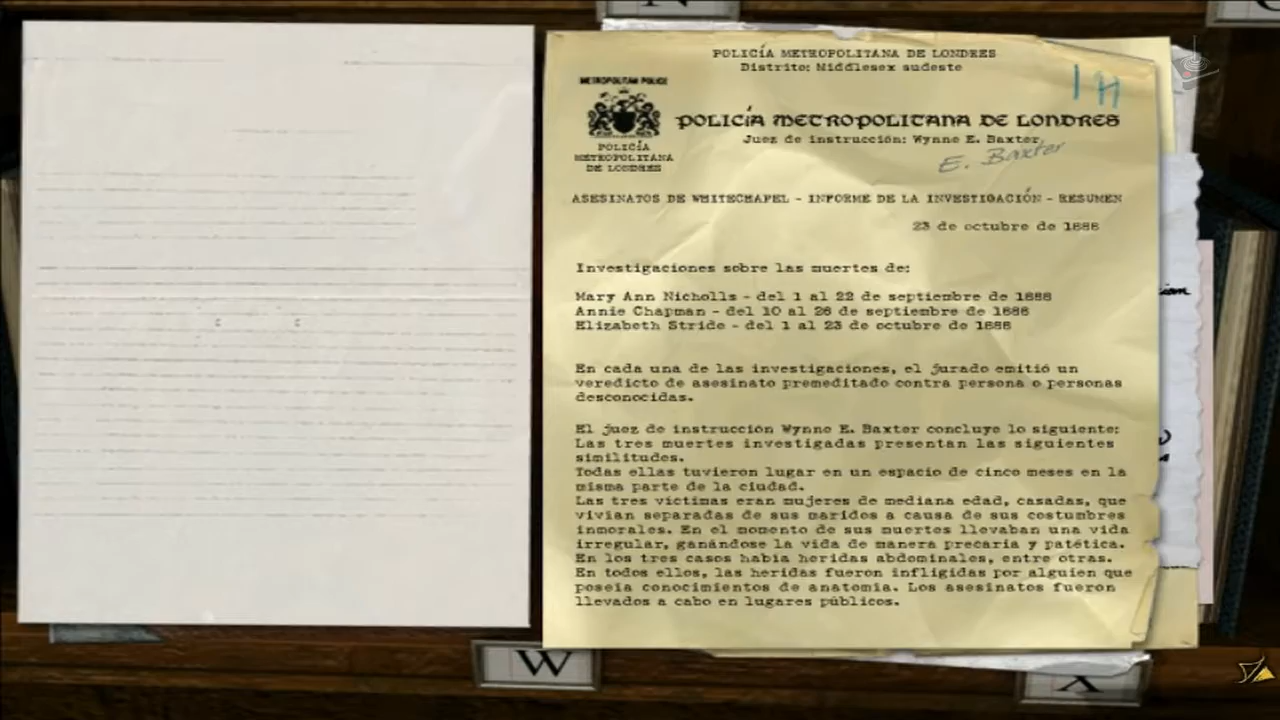 N
POLICÍA METROPOLITANA DE LONDRES
Distrito: Middlesex sudeste
1 H
METROPOLITAN POLICE
POLICÍA METROPOLITANA DE LONDRES
Juez de instrucción: Wynne E. Baxter
E. Baxter
POLICÍA
METROPOLITANA
DE LONDRES
ASESINATOS DE WHITECHAPEL - INFORME DE LA INVESTIGACIÓN - RESUMEN
23 de octubre de 1888
Investigaciones sobre las muertes de:
Mary Ann Nicholls - del 1 al 22 de septiembre de 1888
Annie Chapman - del 10 al 26 de septiembre de 1888
Elizabeth Stride - del 1 al 23 de octubre de 1888
En cada una de las investigaciones, el jurado emitió un
veredicto de asesinato premeditado contra persona o personas
desconocidas.
El juez de instrucción Wynne E. Baxter concluye lo siguiente:
Las tres muertes investigadas presentan las siguientes
similitudes.
Todas ellas tuvieron lugar en un espacio de cinco meses en la
misma parte de la ciudad.
Las tres víctimas eran mujeres de mediana edad, casadas, que
vivían separadas de sus maridos a causa de sus costumbres
inmorales. En el momento de sus muertes llevaban una vida
irregular, ganándose la vida de manera precaria y patética.
En los tres casos había heridas abdominales, entre otras.
En todos ellos, las heridas fueron infligidas por alguien que
poseía conocimientos de anatomía. Los asesinatos fueron
llevados a cabo en lugares públicos.
W
X